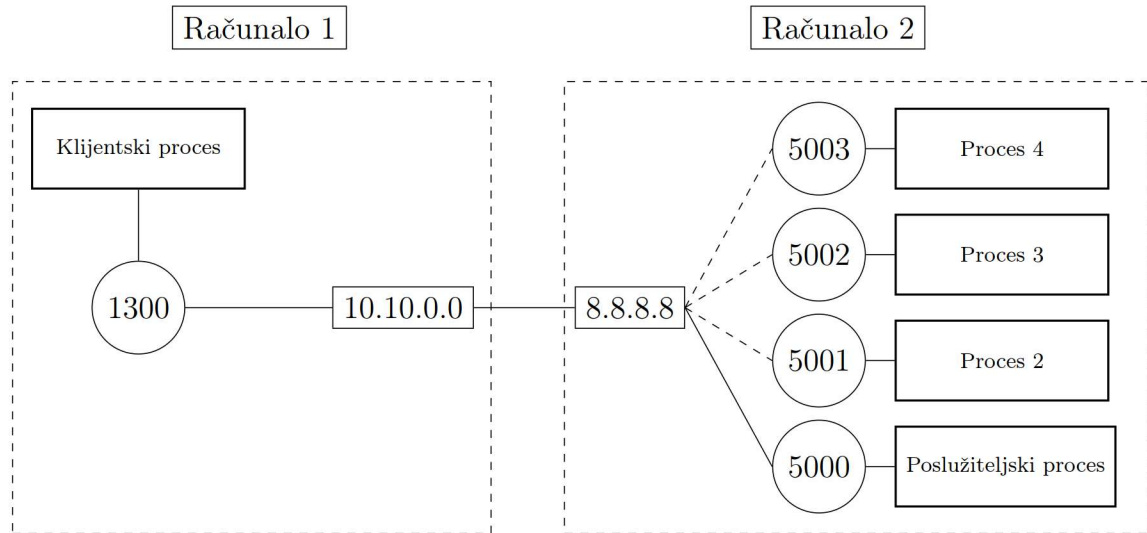 Računalo 1
Računalo 2
Klijentski proces
1300
10.10.0.0
8.8.8.8
5003
Proces 4
5002
Proces 3
5001
Proces 2
5000
Poslužiteljski proces